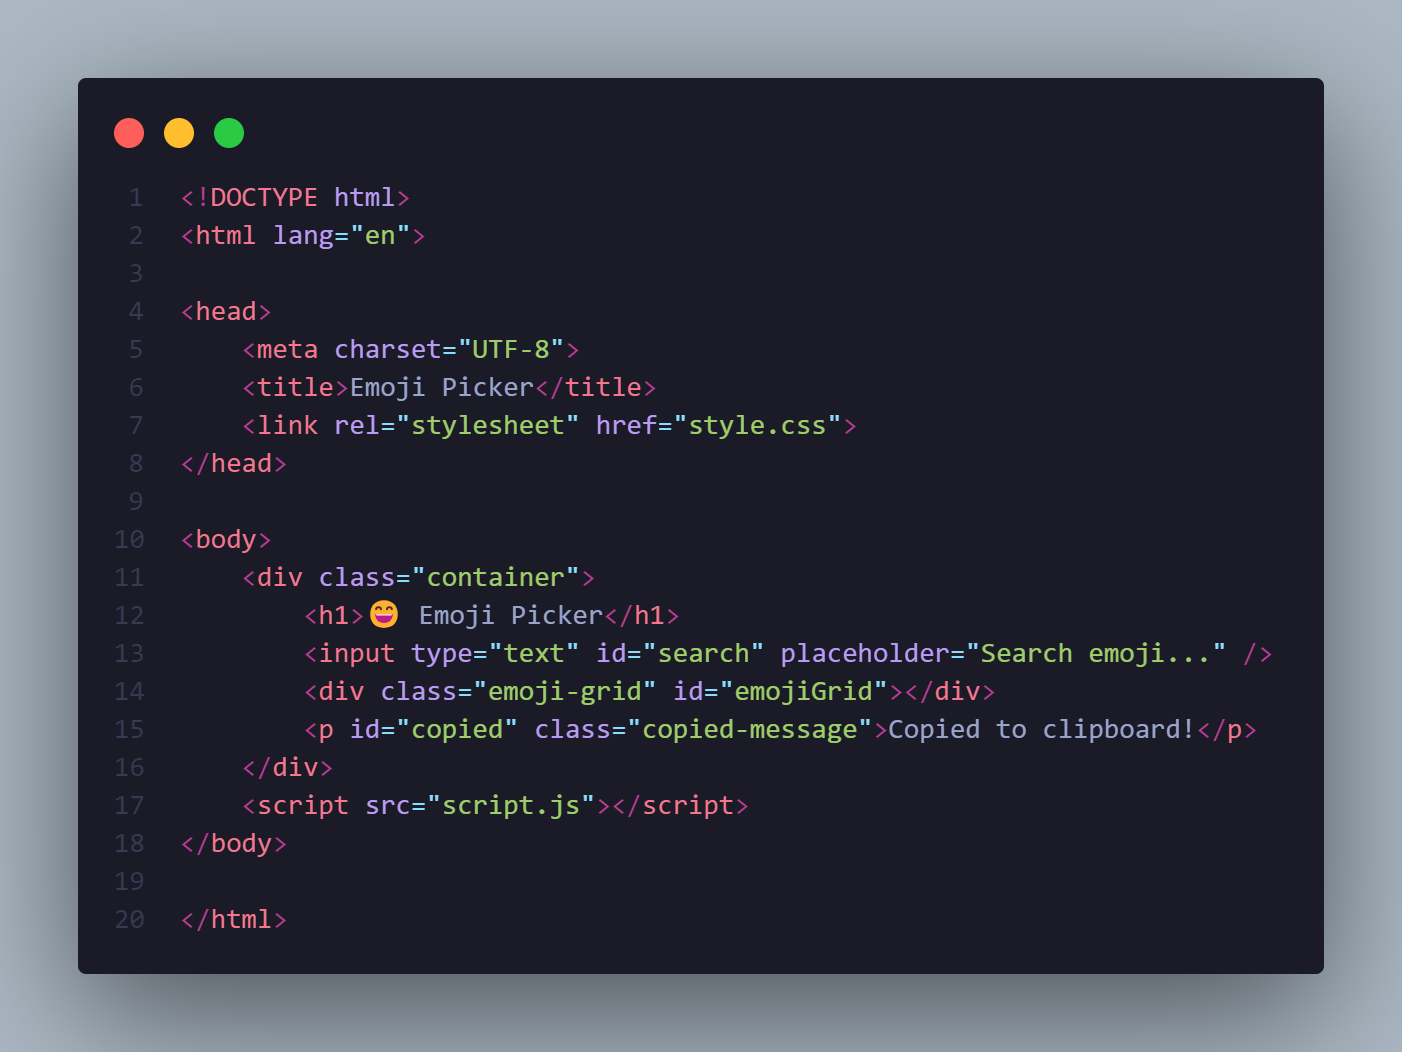 1 <!DOCTYPE html>
2 <html lang="en">
3
4 <head>
5     <meta charset="UTF-8">
6     <title>Emoji Picker</title>
7     <link rel="stylesheet" href="style.css">
8 </head>
9
10 <body>
11     <div class="container">
12         <h1>😄 Emoji Picker</h1>
13         <input type="text" id="search" placeholder="Search emoji..." />
14         <div class="emoji-grid" id="emojiGrid"></div>
15         <p id="copied" class="copied-message">Copied to clipboard!</p>
16     </div>
17     <script src="script.js"></script>
18 </body>
19
20 </html>